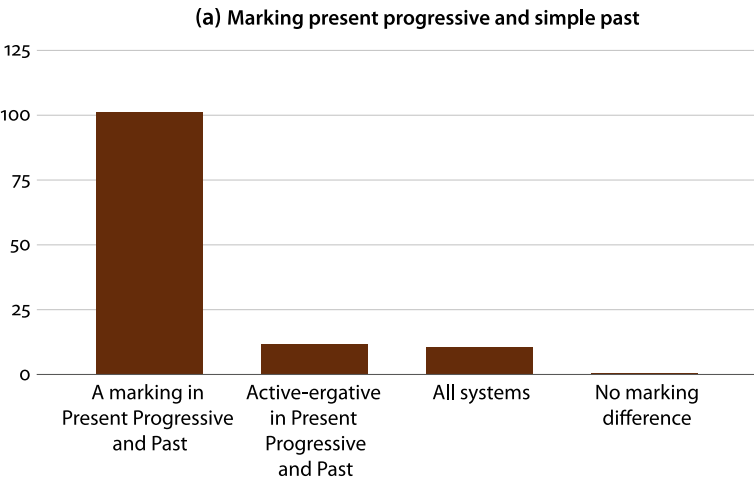 (a) Marking present progressive and simple past
125
100
75
50
25
0
A marking in
Present Progressive
and Past
Active-ergative
in Present
Progressive
and Past
All systems
No marking
difference